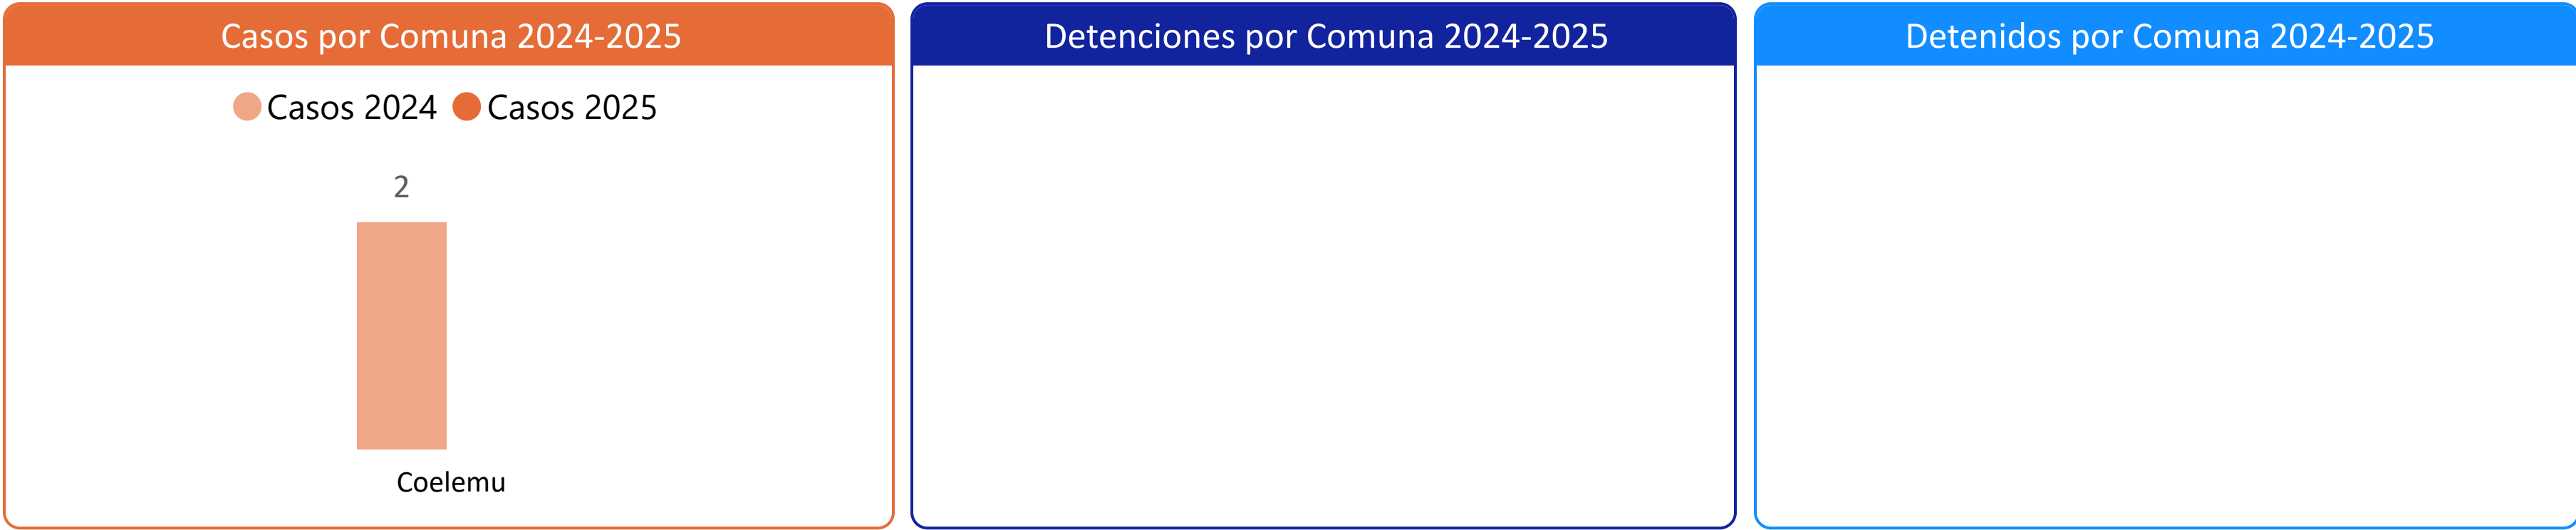 Casos por Comuna 2024-2025
Casos 2024 Casos 2025
2
Coelemu
Detenciones por Comuna 2024-2025
Detenidos por Comuna 2024-2025